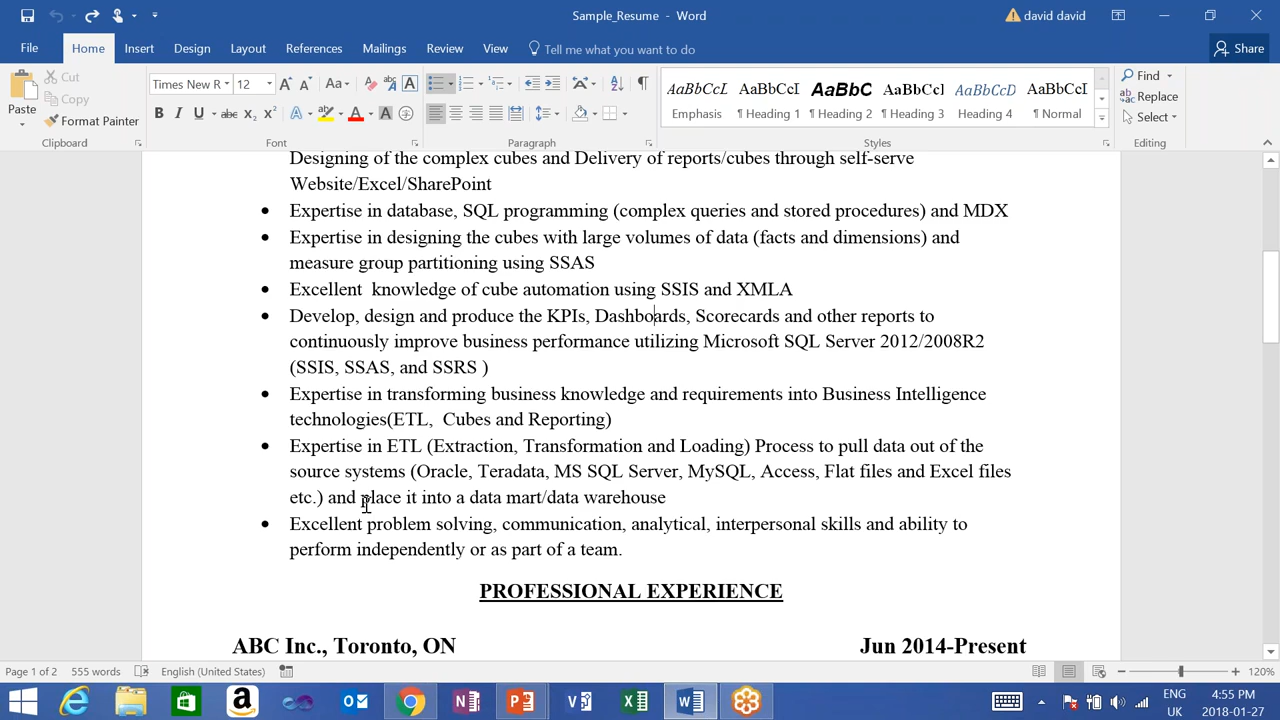 Sample_Resume - Word
david david
File Home Insert Design Layout References Mailings Review View Tell me what you want to do Share
Paste
Cut
Copy
Format Painter
Clipboard
Times New R 12
Font
Paragraph
AaBbCcL AaBbCcI AaBbC AaBbCcI AaBbCcD AaBbCcI
Emphasis ¶ Heading 1 ¶ Heading 2 ¶ Heading 3 Heading 4 ¶ Normal
Styles
Find
Replace
Select
Editing
Designing of the complex cubes and Delivery of reports/cubes through self-serve
Website/Excel/SharePoint
• Expertise in database, SQL programming (complex queries and stored procedures) and MDX
• Expertise in designing the cubes with large volumes of data (facts and dimensions) and
measure group partitioning using SSAS
• Excellent  knowledge of cube automation using SSIS and XMLA
• Develop, design and produce the KPIs, Dashboards, Scorecards and other reports to
continuously improve business performance utilizing Microsoft SQL Server 2012/2008R2
(SSIS, SSAS, and SSRS )
• Expertise in transforming business knowledge and requirements into Business Intelligence
technologies(ETL,  Cubes and Reporting)
• Expertise in ETL (Extraction, Transformation and Loading) Process to pull data out of the
source systems (Oracle, Teradata, MS SQL Server, MySQL, Access, Flat files and Excel files
etc.) and place it into a data mart/data warehouse
• Excellent problem solving, communication, analytical, interpersonal skills and ability to
perform independently or as part of a team.
PROFESSIONAL EXPERIENCE
ABC Inc., Toronto, ON Jun 2014-Present
Page 1 of 2 555 words English (United States) 120%
ENG 4:55 PM
UK 2018-01-27